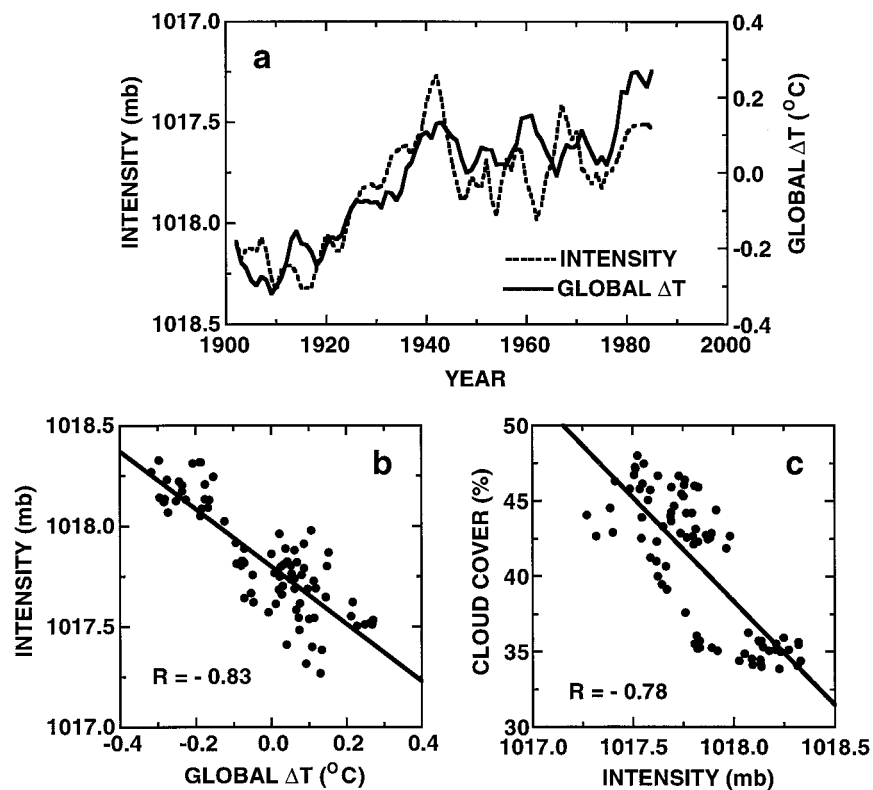 1017.0
1017.5
1018.0
1018.5
INTENSITY (mb)
a
0.4
0.2
0.0
-0.2
-0.4
GLOBAL ΔT (°C)
INTENSITY
GLOBAL ΔT
1900 1920 1940 1960 1980 2000
YEAR
1018.5
1018.0
1017.5
1017.0
INTENSITY (mb)
b
R = - 0.83
-0.4 -0.2 0.0 0.2 0.4
GLOBAL ΔT (°C)
50
45
40
35
30
CLOUD COVER (%)
c
R = - 0.78
1017.0 1017.5 1018.0 1018.5
INTENSITY (mb)